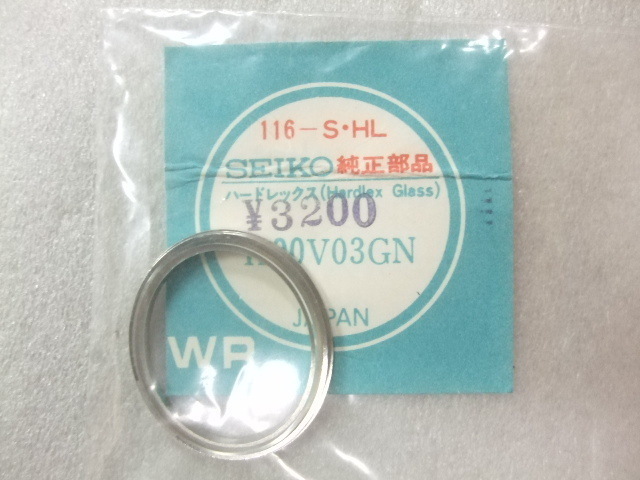 116-S・HL
SEIKO 純正部品
ハードレックス(Hardlex Glass)
¥3200
V03GN
JAPAN
WR